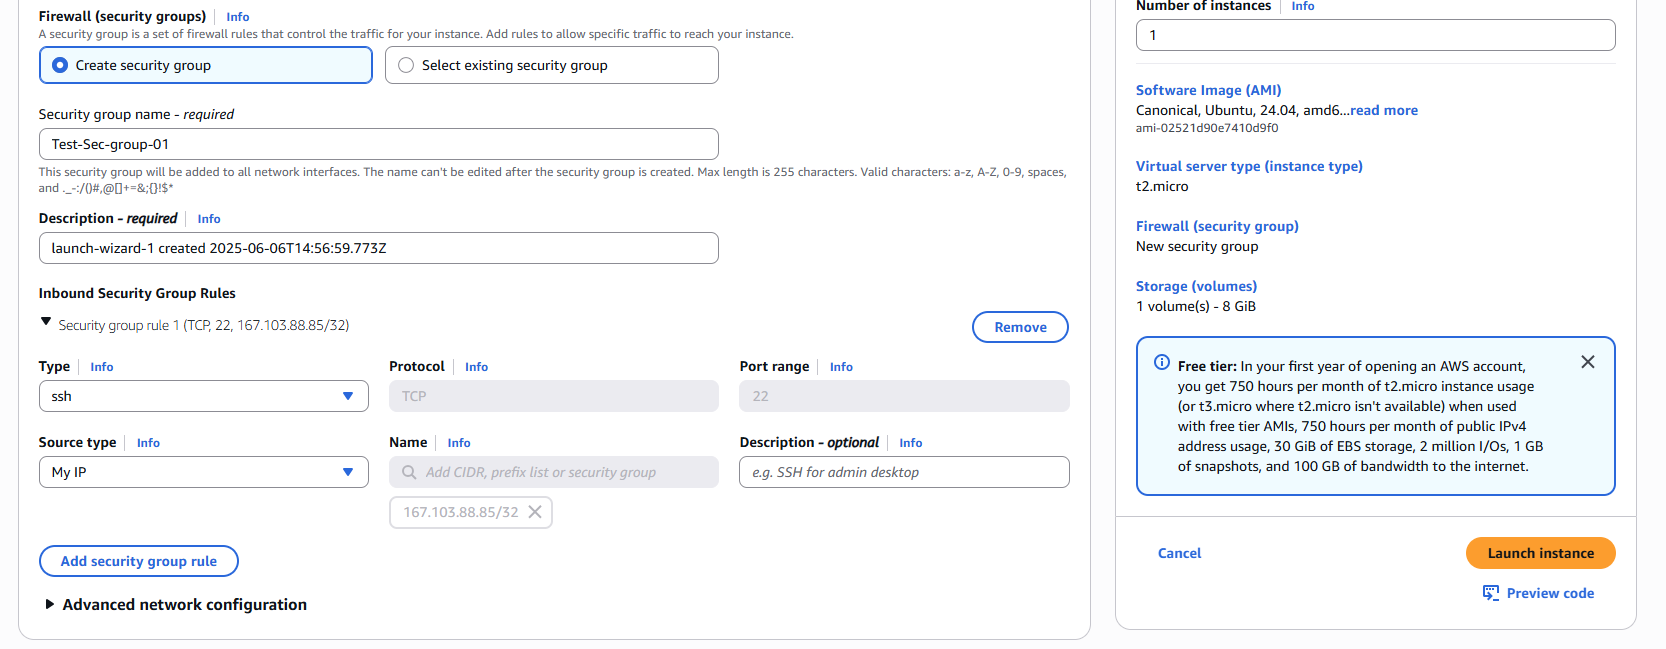 Firewall (security groups) Info
A security group is a set of firewall rules that control the traffic for your instance. Add rules to allow specific traffic to reach your instance.
Create security group
Select existing security group
Security group name - required
Test-Sec-group-01
This security group will be added to all network interfaces. The name can't be edited after the security group is created. Max length is 255 characters. Valid characters: a-z, A-Z, 0-9, spaces,
and ._-:/()#,@[]+=&;{}!$*
Description - required Info
launch-wizard-1 created 2025-06-06T14:56:59.773Z
Inbound Security Group Rules
Security group rule 1 (TCP, 22, 167.103.88.85/32)
Remove
Type Info
Protocol Info
Port range Info
ssh
TCP
22
Source type Info
Name Info
Description - optional Info
My IP
Add CIDR, prefix list or security group
e.g. SSH for admin desktop
167.103.88.85/32
Add security group rule
Advanced network configuration
Number of instances Info
1
Software Image (AMI)
Canonical, Ubuntu, 24.04, amd6...read more
ami-02521d90e7410d9f0
Virtual server type (instance type)
t2.micro
Firewall (security group)
New security group
Storage (volumes)
1 volume(s) - 8 GiB
Free tier: In your first year of opening an AWS account,
you get 750 hours per month of t2.micro instance usage
(or t3.micro where t2.micro isn't available) when used
with free tier AMIs, 750 hours per month of public IPv4
address usage, 30 GiB of EBS storage, 2 million I/Os, 1 GB
of snapshots, and 100 GB of bandwidth to the internet.
Cancel
Launch instance
Preview code